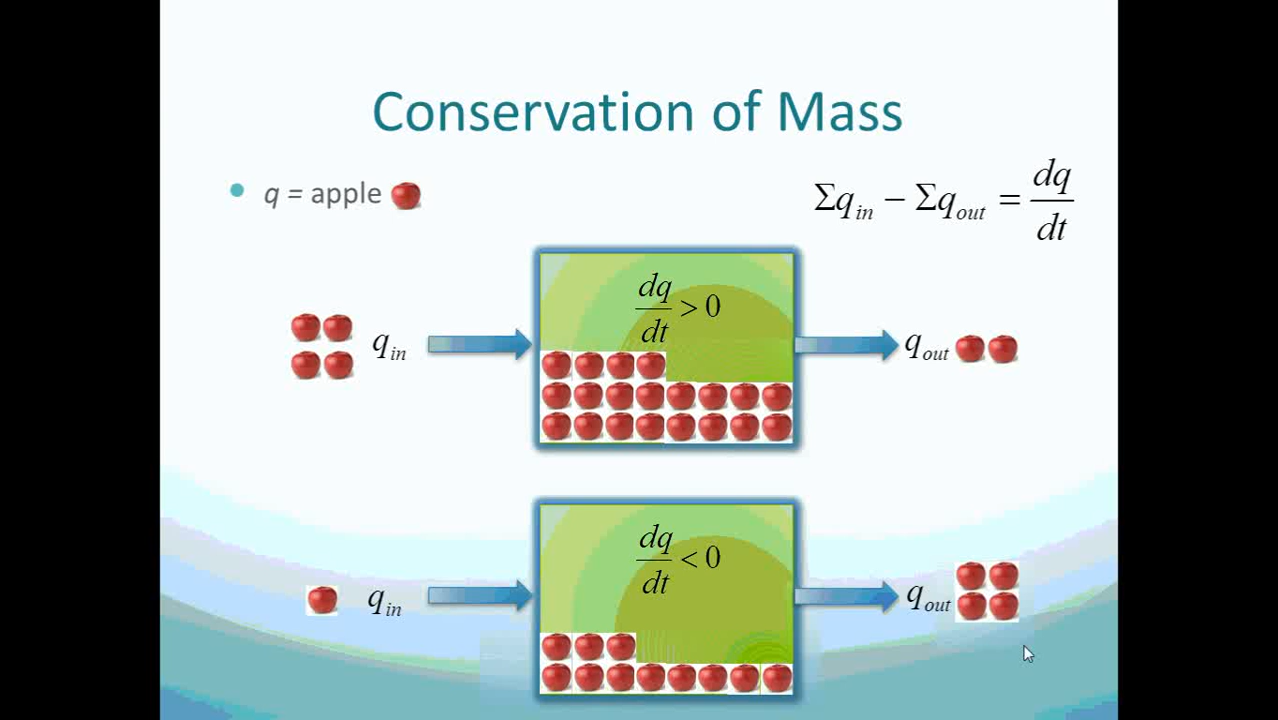 Conservation of Mass
q = apple
Σq_in − Σq_out = dq/dt
dq/dt > 0
q_in
q_out
dq/dt < 0
q_in
q_out